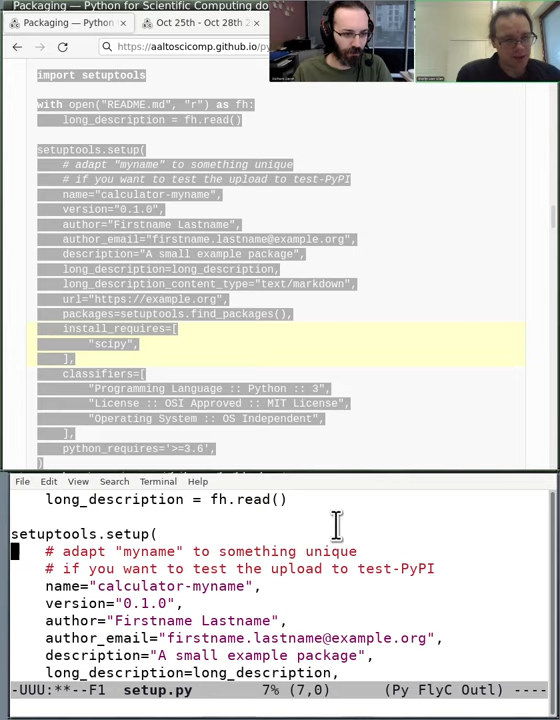 Packaging — Python for Scientific Computing do
Packaging — Python
Oct 25th - Oct 28th 2
https://aaltoscicomp.github.io/py
import setuptools
with open("README.md", "r") as fh:
long_description = fh.read()
setuptools.setup(
# adapt "myname" to something unique
# if you want to test the upload to test-PyPI
name="calculator-myname",
version="0.1.0",
author="Firstname Lastname",
author_email="firstname.lastname@example.org",
description="A small example package",
long_description=long_description,
long_description_content_type="text/markdown",
url="https://example.org",
packages=setuptools.find_packages(),
install_requires=[
"scipy",
],
classifiers=[
"Programming Language :: Python :: 3",
"License :: OSI Approved :: MIT License",
"Operating System :: OS Independent",
],
python_requires='>=3.6',
)
File Edit View Search Terminal Help
long_description = fh.read()
setuptools.setup(
# adapt "myname" to something unique
# if you want to test the upload to test-PyPI
name="calculator-myname",
version="0.1.0",
author="Firstname Lastname",
author_email="firstname.lastname@example.org",
description="A small example package",
long_description=long_description,
-UUU:**--F1 setup.py 7% (7,0) (Py FlyC Outl) ----